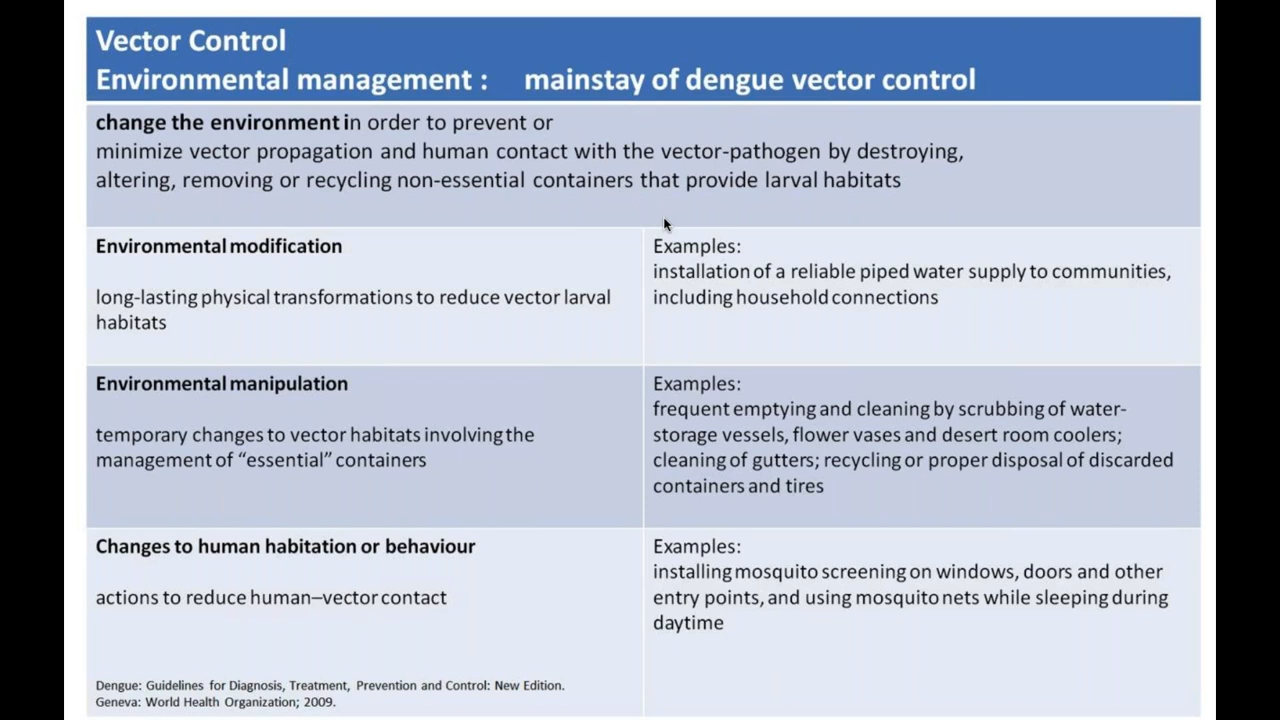 Vector Control
Environmental management : mainstay of dengue vector control
change the environment in order to prevent or
minimize vector propagation and human contact with the vector-pathogen by destroying,
altering, removing or recycling non-essential containers that provide larval habitats
Environmental modification
long-lasting physical transformations to reduce vector larval
habitats
Examples:
installation of a reliable piped water supply to communities,
including household connections
Environmental manipulation
temporary changes to vector habitats involving the
management of “essential” containers
Examples:
frequent emptying and cleaning by scrubbing of water-
storage vessels, flower vases and desert room coolers;
cleaning of gutters; recycling or proper disposal of discarded
containers and tires
Changes to human habitation or behaviour
actions to reduce human–vector contact
Examples:
installing mosquito screening on windows, doors and other
entry points, and using mosquito nets while sleeping during
daytime
Dengue: Guidelines for Diagnosis, Treatment, Prevention and Control: New Edition.
Geneva: World Health Organization; 2009.